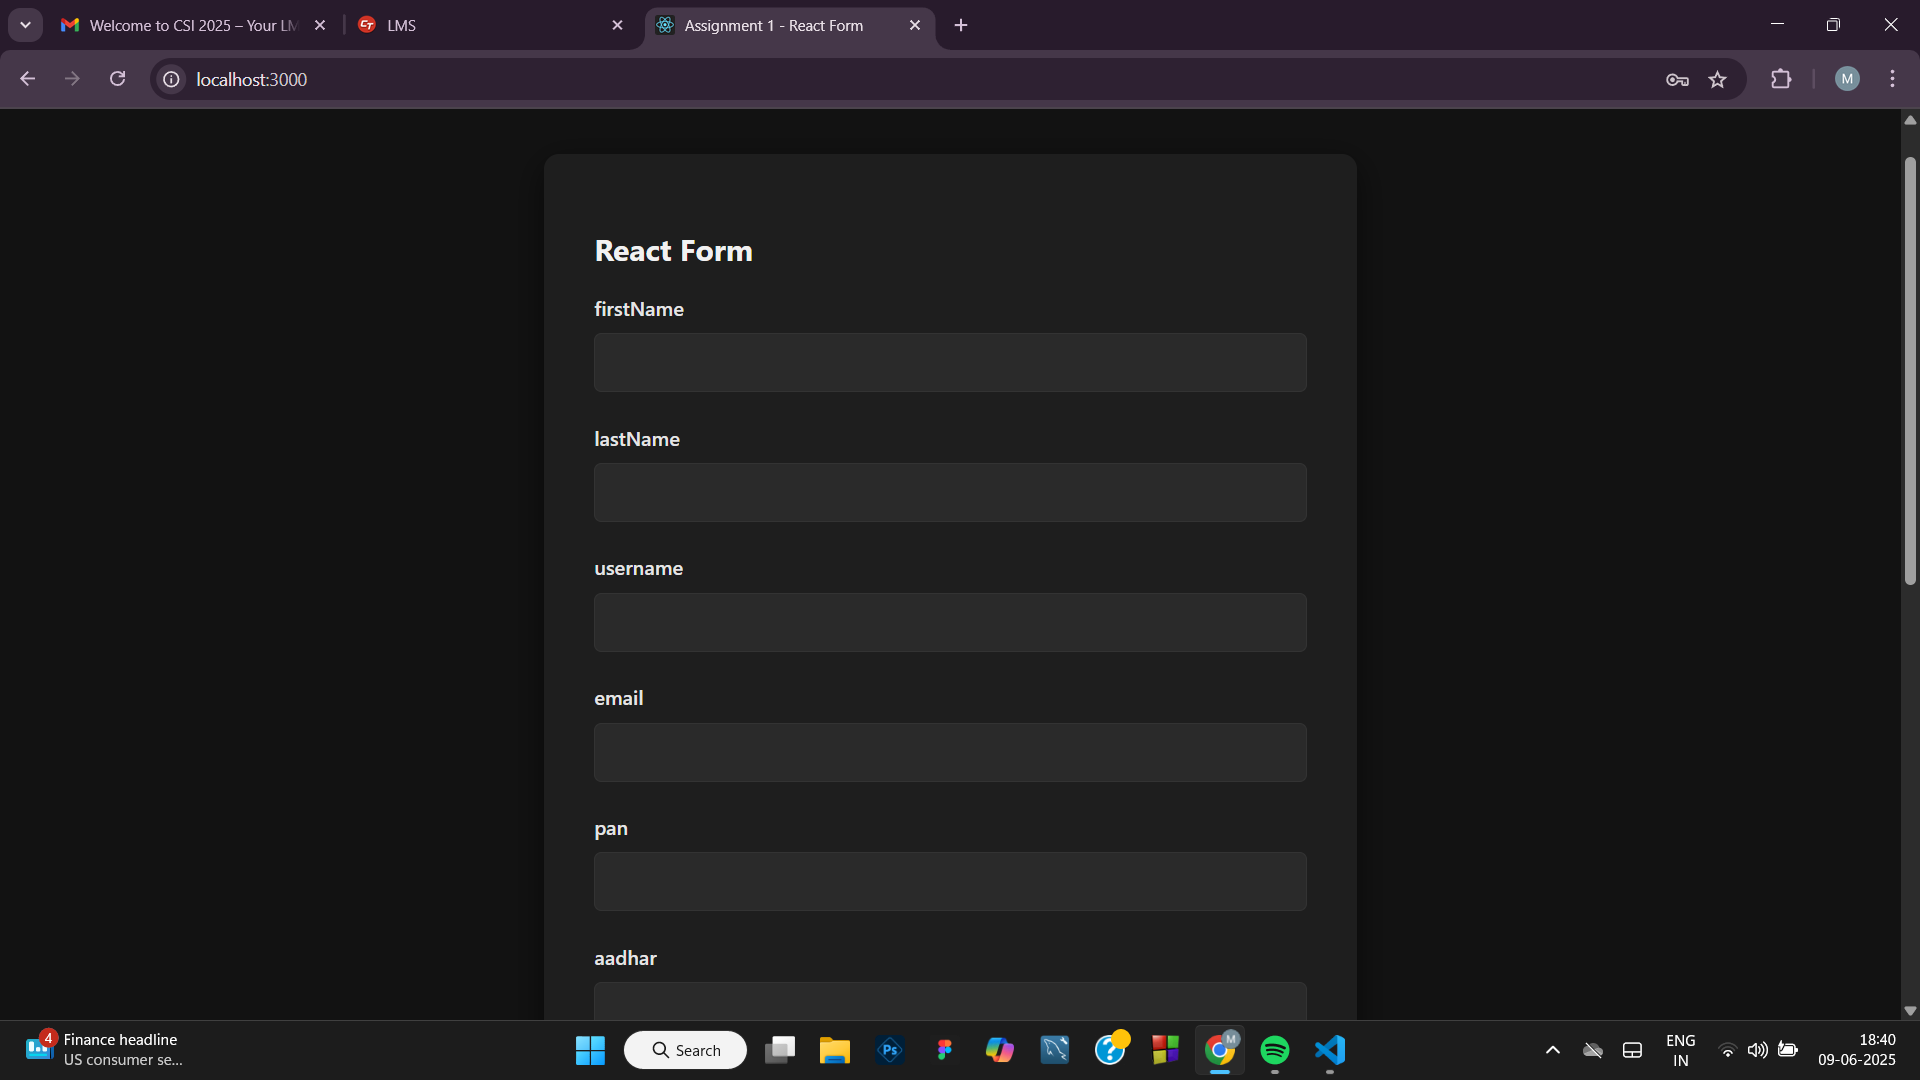 Welcome to CSI 2025 – Your LM
LMS
Assignment 1 - React Form
localhost:3000
M
React Form
firstName
lastName
username
email
pan
aadhar
4
Finance headline
US consumer se...
Search
Ps
M
ENG
IN
18:40
09-06-2025